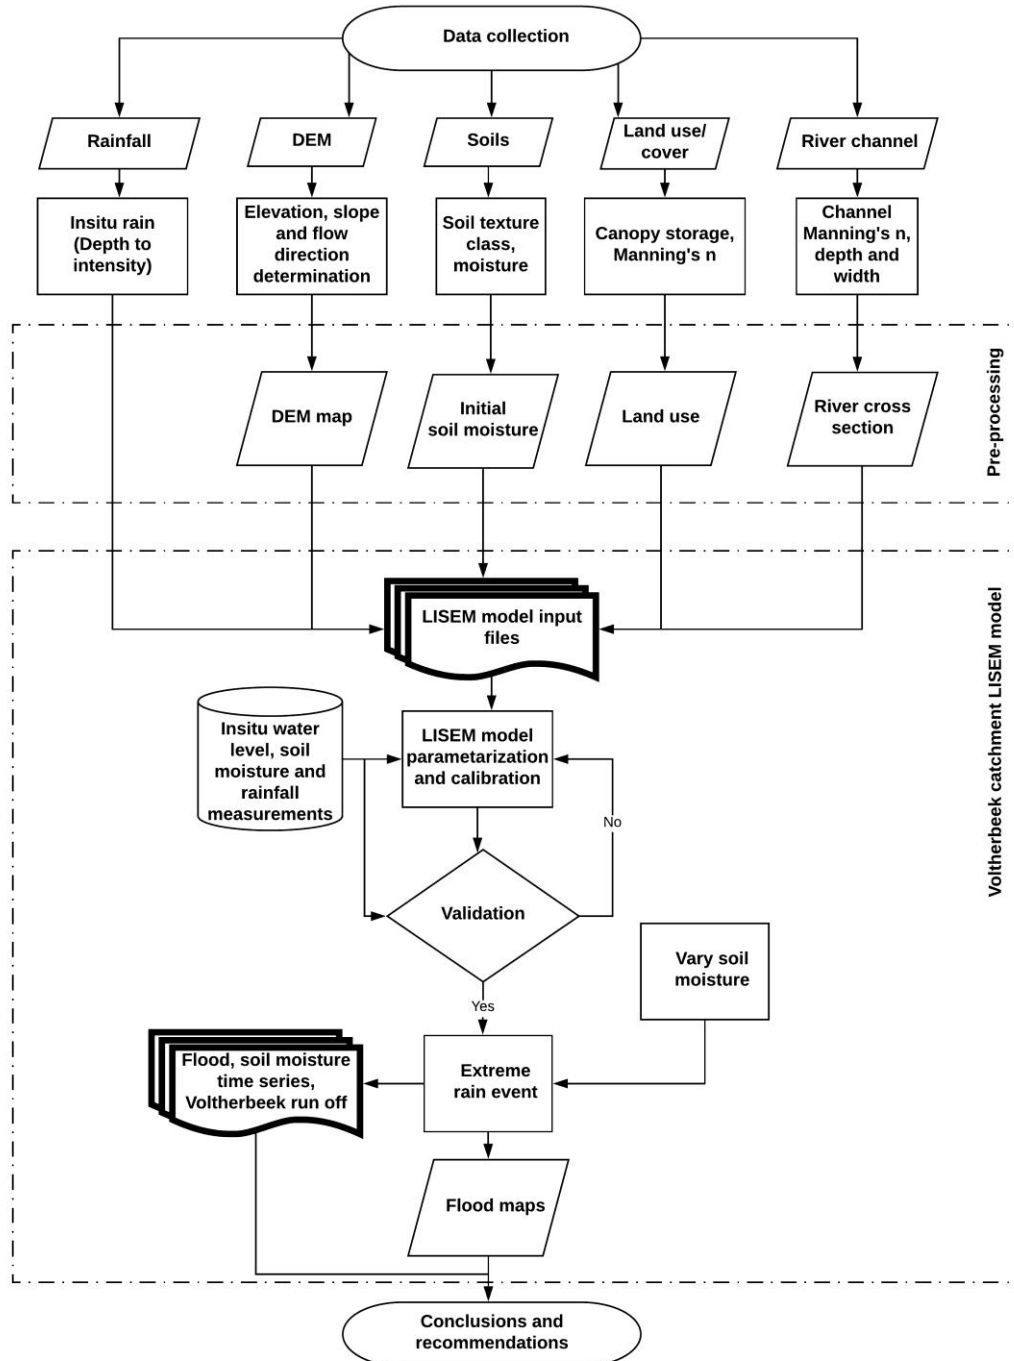 Data collection
Rainfall
DEM
Soils
Land use/
cover
River channel
Insitu rain
(Depth to
intensity)
Elevation, slope
and flow
direction
determination
Soil texture
class,
moisture
Canopy storage,
Manning's n
Channel
Manning's n,
depth and
width
Pre-processing
DEM map
Initial
soil moisture
Land use
River cross
section
Voltherbeek catchment LISEM model
LISEM model input
files
Insitu water
level, soil
moisture and
rainfall
measurements
LISEM model
parametarization
and calibration
No
Validation
Vary soil
moisture
Yes
Flood, soil moisture
time series,
Voltherbeek run off
Extreme
rain event
Flood maps
Conclusions and
recommendations